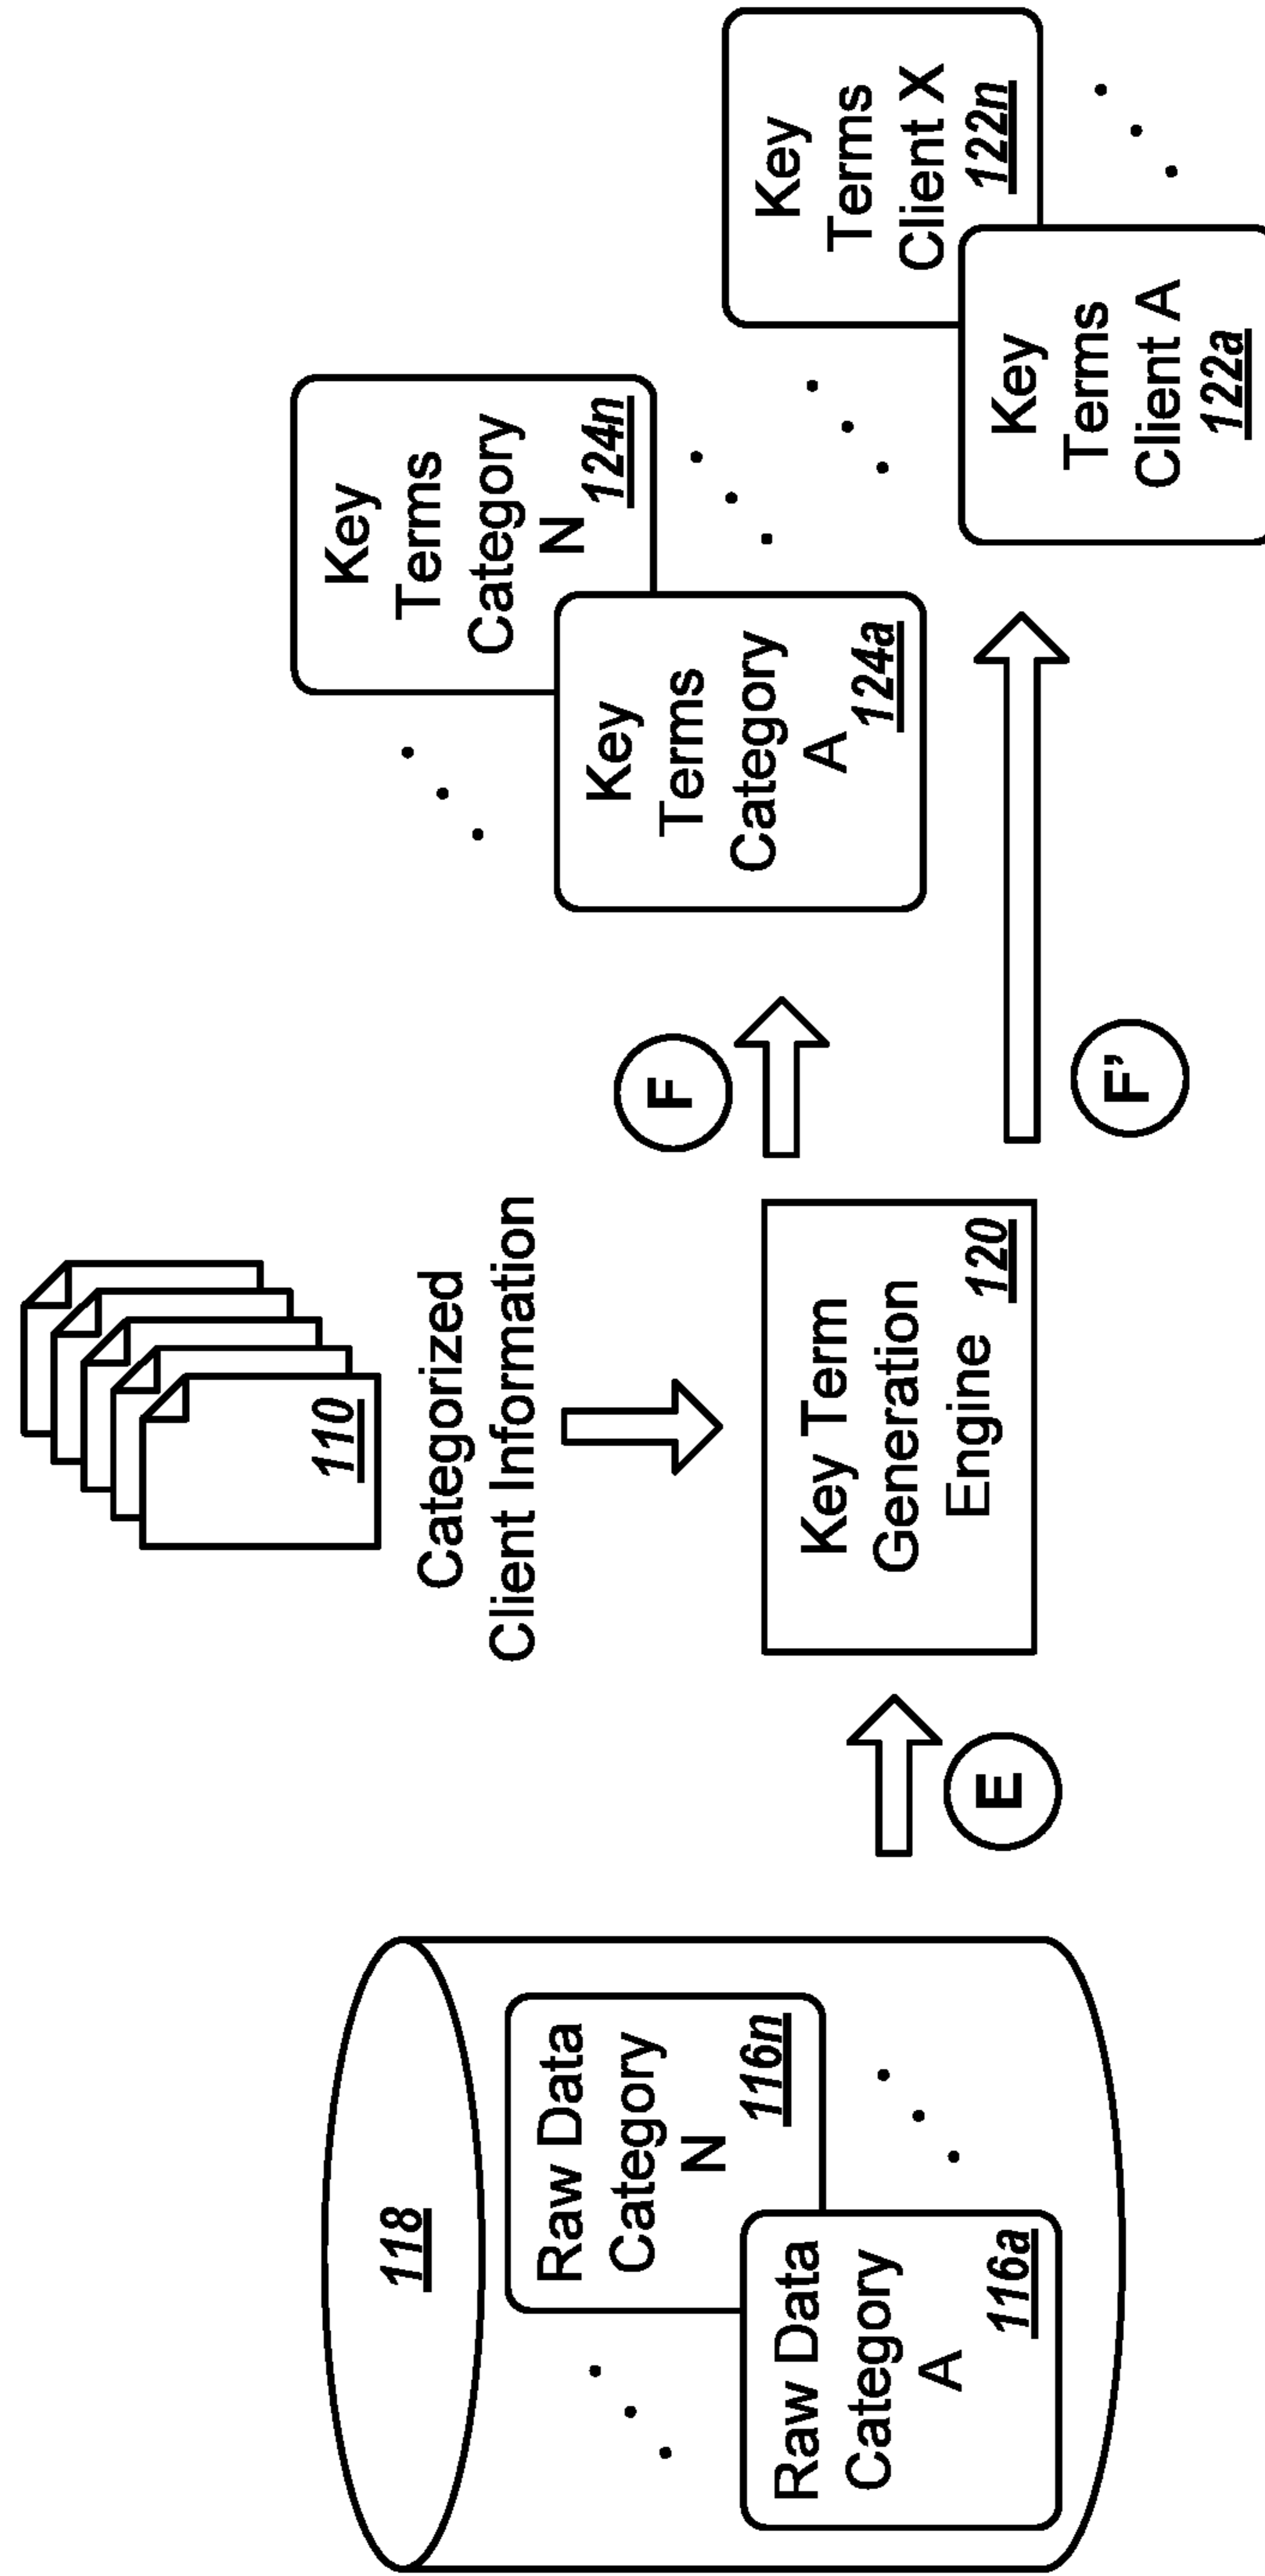 118
Raw Data
Category
N
116n
Raw Data
Category
A
116a
E
110
Categorized
Client Information
Key Term
Generation
Engine
120
F
F'
Key
Terms
Category
N
124n
Key
Terms
Category
A
124a
Key
Terms
Client X
122n
Key
Terms
Client A
122a